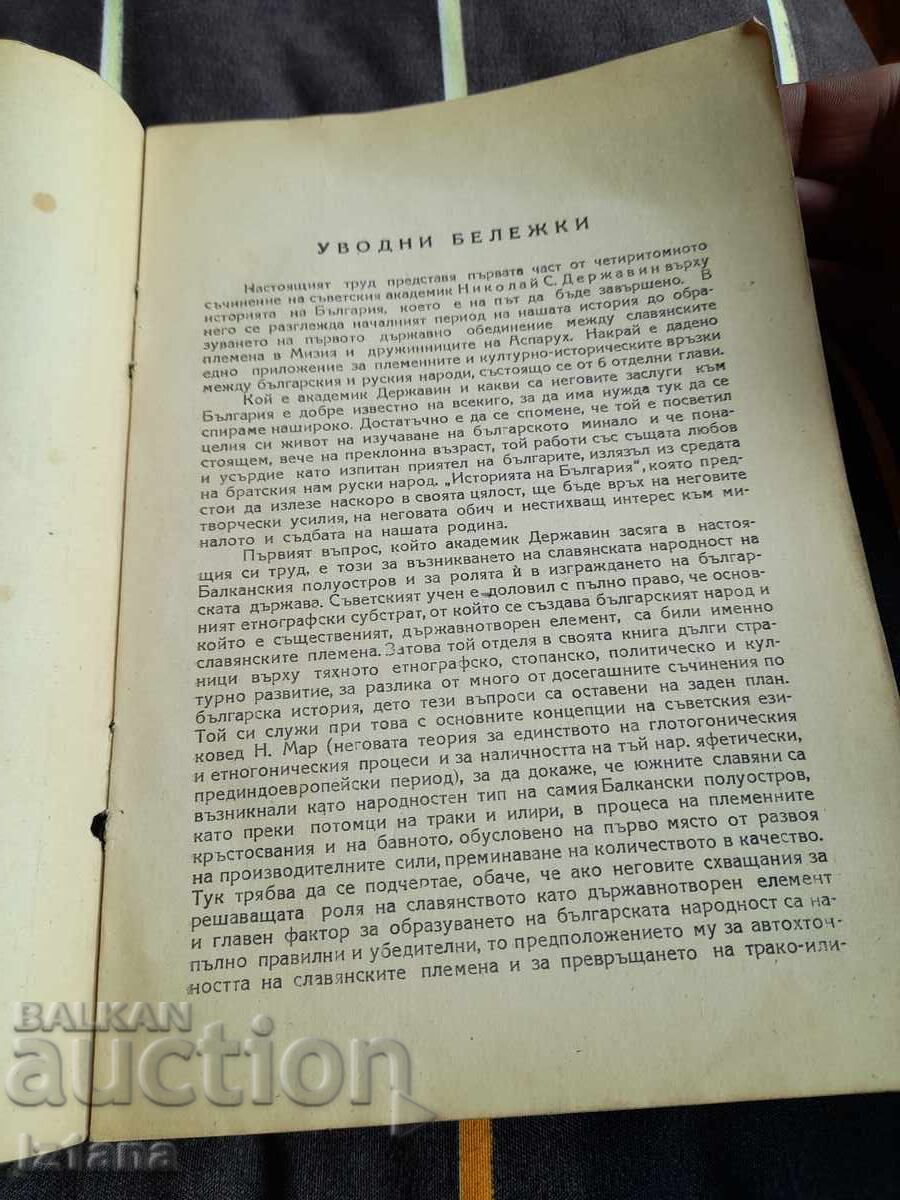 УВОДНИ БЕЛЕЖКИ
Настоящият труд представя първата част от четиритомното
съчинение на съветския академик Николай С. Державин върху
историята на България, което е на път да бъде завършено. В
него се разглежда началният период на нашата история до обра-
зуването на първото държавно обединение между славянските
племена в Мизия и дружинниците на Аспарух. Накрай е дадено
едно приложение за племенните и културно-историческите връзки
между българския и руския народи, състоящо се от 6 отделни глави.
Кой е академик Державин и какви са неговите заслуги към
България е добре известно на всекиго, за да има нужда тук да се
спираме нашироко. Достатъчно е да се спомене, че той е посветил
целия си живот на изучаване на българското минало и че пона-
стоящем, вече на преклонна възраст, той работи със същата любов
и усърдие като изпитан приятел на българите, излязъл из средата
на братския нам руски народ. „Историята на България", която пред-
стои да излезе наскоро в своята цялост, ще бъде връх на неговите
творчески усилия, на неговата обич и нестихващ интерес към ми-
налото и съдбата на нашата родина.
Първият въпрос, който академик Державин засяга в настоя-
щия си труд, е този за възникването на славянската народност на
Балканския полуостров и за ролята ѝ в изграждането на българ-
ската държава. Съветският учен е доловил с пълно право, че основ-
ният етнографски субстрат, от който се създава българският народ и
който е същественият, държавнотворен елемент, са били именно
славянските племена. Затова той отделя в своята книга дълги стра-
ници върху тяхното етнографско, стопанско, политическо и кул-
турно развитие, за разлика от много от досегашните съчинения по
българска история, дето тези въпроси са оставени на заден план.
Той си служи при това с основните концепции на съветския ези-
ковед Н. Мар (неговата теория за единството на глотогоническия
и етногоническия процеси и за наличността на тъй нар. яфетически,
прединдоевропейски период), за да докаже, че южните славяни са
възникнали като народностен тип на самия Балкански полуостров,
като преки потомци на траки и илири, в процеса на племенните
кръстосвания и на бавното, обусловено на първо място от развоя
на производителните сили, преминаване на количеството в качество.
Тук трябва да се подчертае, обаче, че ако неговите схващания за
решаващата роля на славянството като държавнотворен елемент
и главен фактор за образуването на българската народност са на-
пълно правилни и убедителни, то предположението му за автохтон-
ността на славянските племена и за превръщането на трако-или-
BALKAN
auction
iz1fana